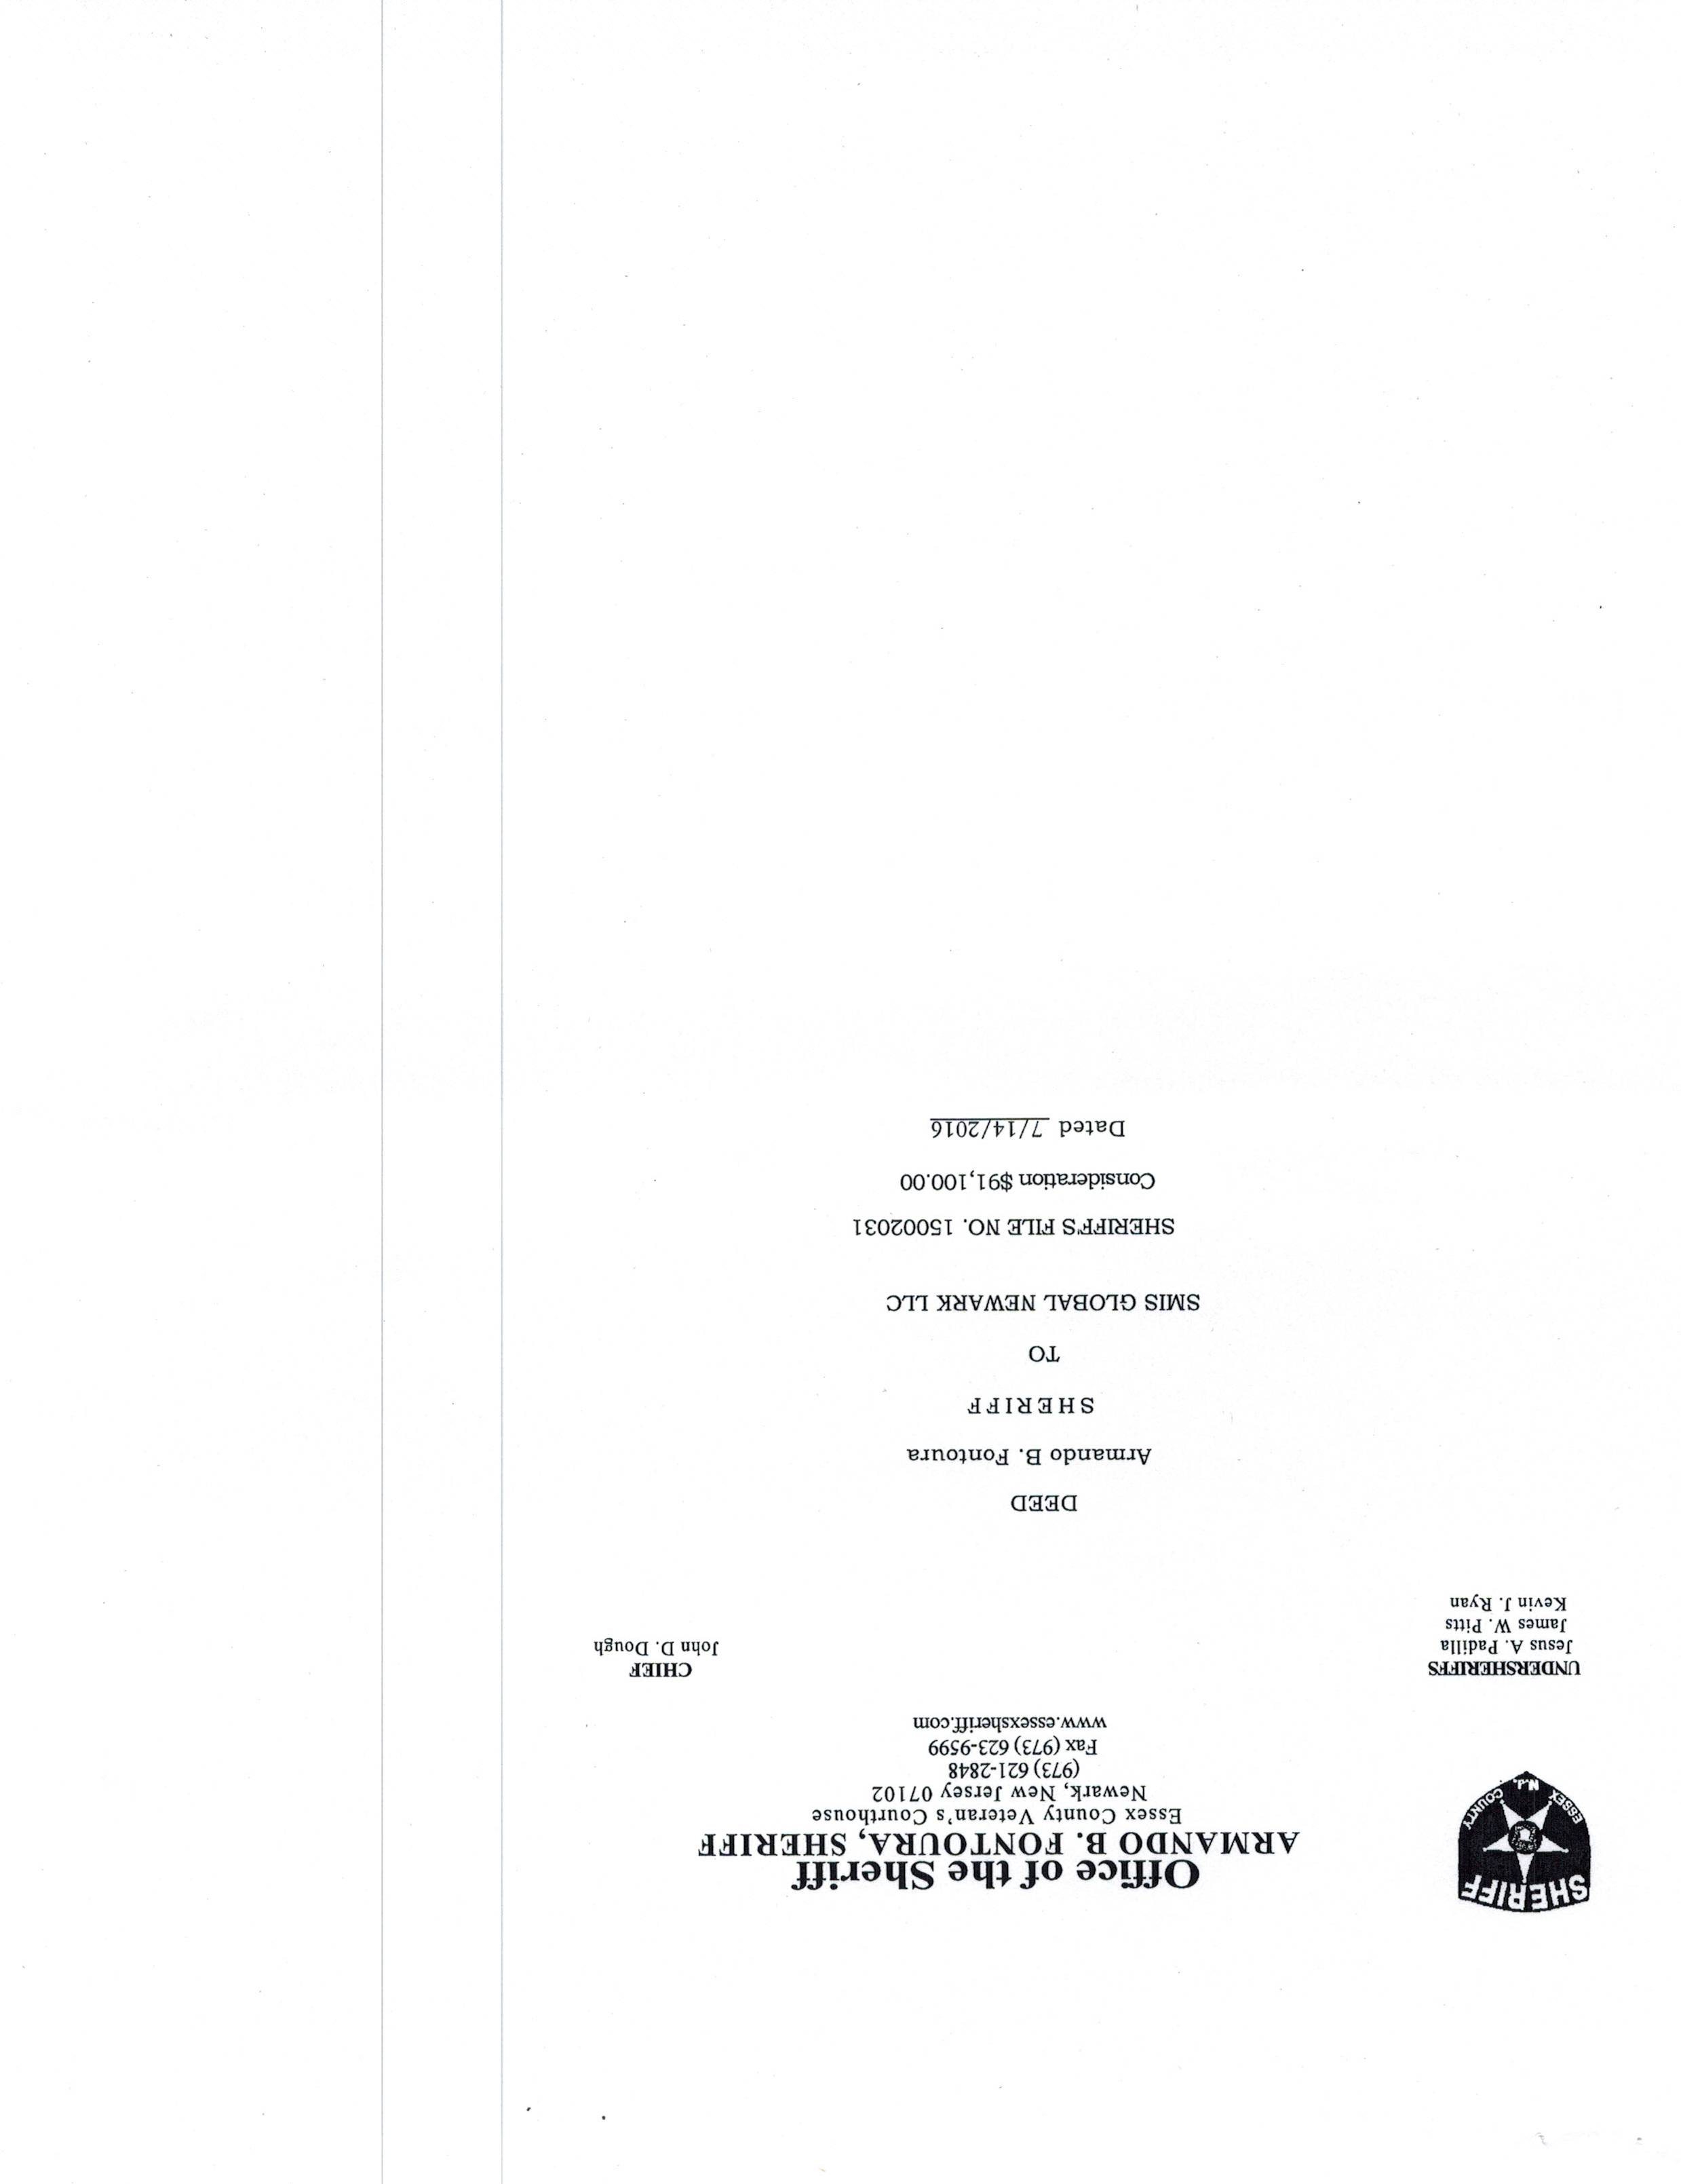 SHERIFF
ESSEX COUNTY
N.J.
Office of the Sheriff
ARMANDO B. FONTOURA, SHERIFF
Essex County Veteran's Courthouse
Newark, New Jersey 07102
(973) 621-2848
Fax (973) 623-9599
www.essexsheriff.com
UNDERSHERIFFS
Jesus A. Padilla
James W. Pitts
Kevin J. Ryan
CHIEF
John D. Dough
DEED
Armando B. Fontoura
SHERIFF
TO
SMIS GLOBAL NEWARK LLC
SHERIFF'S FILE NO. 15002031
Consideration $91,100.00
Dated 7/14/2016